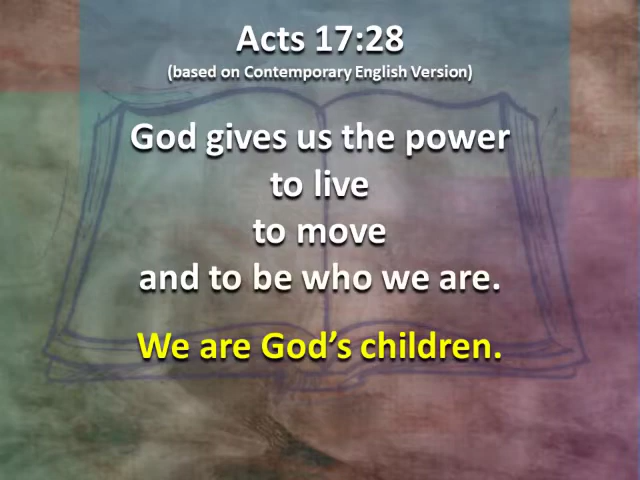 Acts 17:28
(based on Contemporary English Version)
God gives us the power
to live
to move
and to be who we are.
We are God’s children.